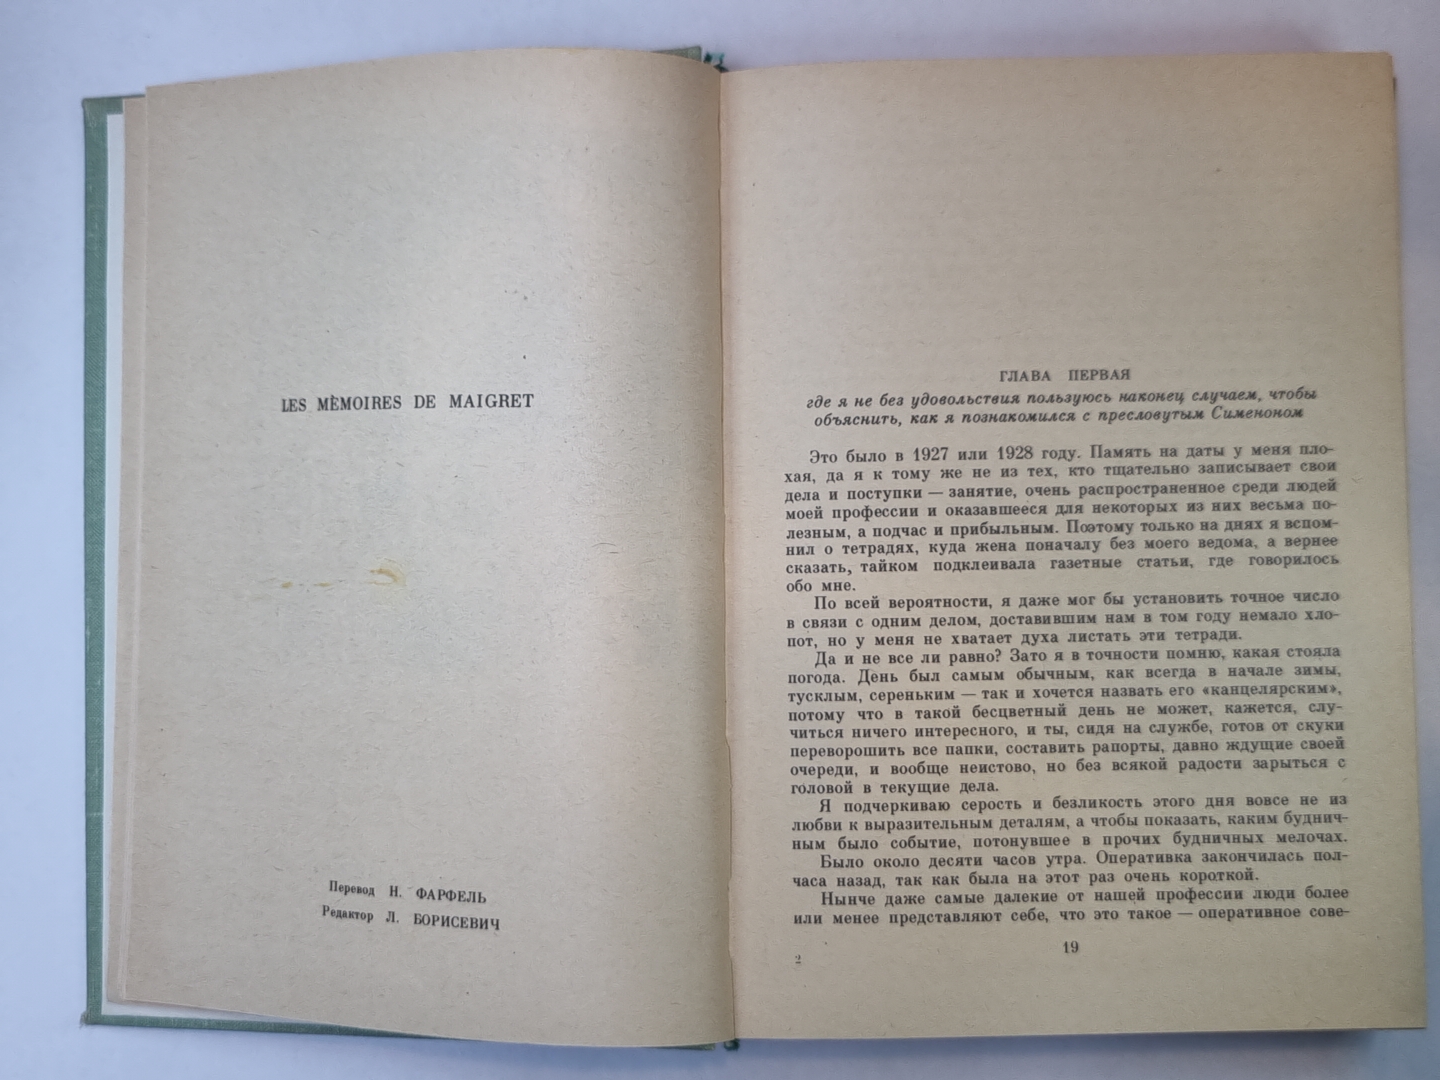 LES MÈMOIRES DE MAIGRET
Перевод Н. ФАРФЕЛЬ
Редактор Л. БОРИСЕВИЧ
ГЛАВА ПЕРВАЯ
где я не без удовольствия пользуюсь наконец случаем, чтобы
объяснить, как я познакомился с пресловутым Сименоном
Это было в 1927 или 1928 году. Память на даты у меня пло-
хая, да я к тому же не из тех, кто тщательно записывает свои
дела и поступки — занятие, очень распространенное среди людей
моей профессии и оказавшееся для некоторых из них весьма по-
лезным, а подчас и прибыльным. Поэтому только на днях я вспом-
нил о тетрадях, куда жена поначалу без моего ведома, а вернее
сказать, тайком подклеивала газетные статьи, где говорилось
обо мне.
По всей вероятности, я даже мог бы установить точное число
в связи с одним делом, доставившим нам в том году немало хло-
пот, но у меня не хватает духа листать эти тетради.
Да и не все ли равно? Зато я в точности помню, какая стояла
погода. День был самым обычным, как всегда в начале зимы,
тусклым, сереньким — так и хочется назвать его «канцелярским»,
потому что в такой бесцветный день не может, кажется, слу-
читься ничего интересного, и ты, сидя на службе, готов от скуки
переворошить все папки, составить рапорты, давно ждущие своей
очереди, и вообще неистово, но без всякой радости зарыться с
головой в текущие дела.
Я подчеркиваю серость и безликость этого дня вовсе не из
любви к выразительным деталям, а чтобы показать, каким буднич-
ным было событие, потонувшее в прочих будничных мелочах.
Было около десяти часов утра. Оперативка закончилась пол-
часа назад, так как была на этот раз очень короткой.
Нынче даже самые далекие от нашей профессии люди более
или менее представляют себе, что это такое — оперативное сове-
19
2